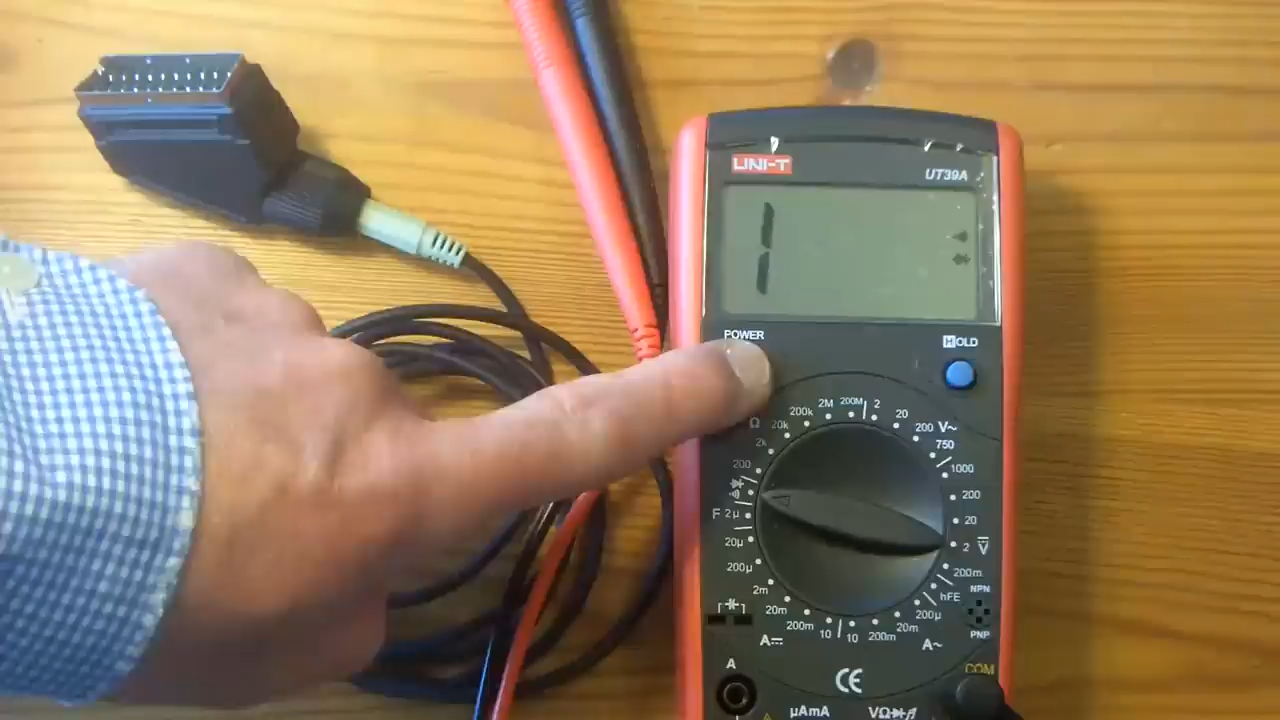 UNI-T
UT39A
1
POWER
HOLD
2M 200M 2
200k 20
Ω 20k 200 V~
2k 750
200 1000
200
F 2µ 20
20µ 2 V
200µ 200m
2m hFE NPN
20m 200µ
200m 10 10 200m 20m PNP
A A~
A CE COM
µAmA VΩ